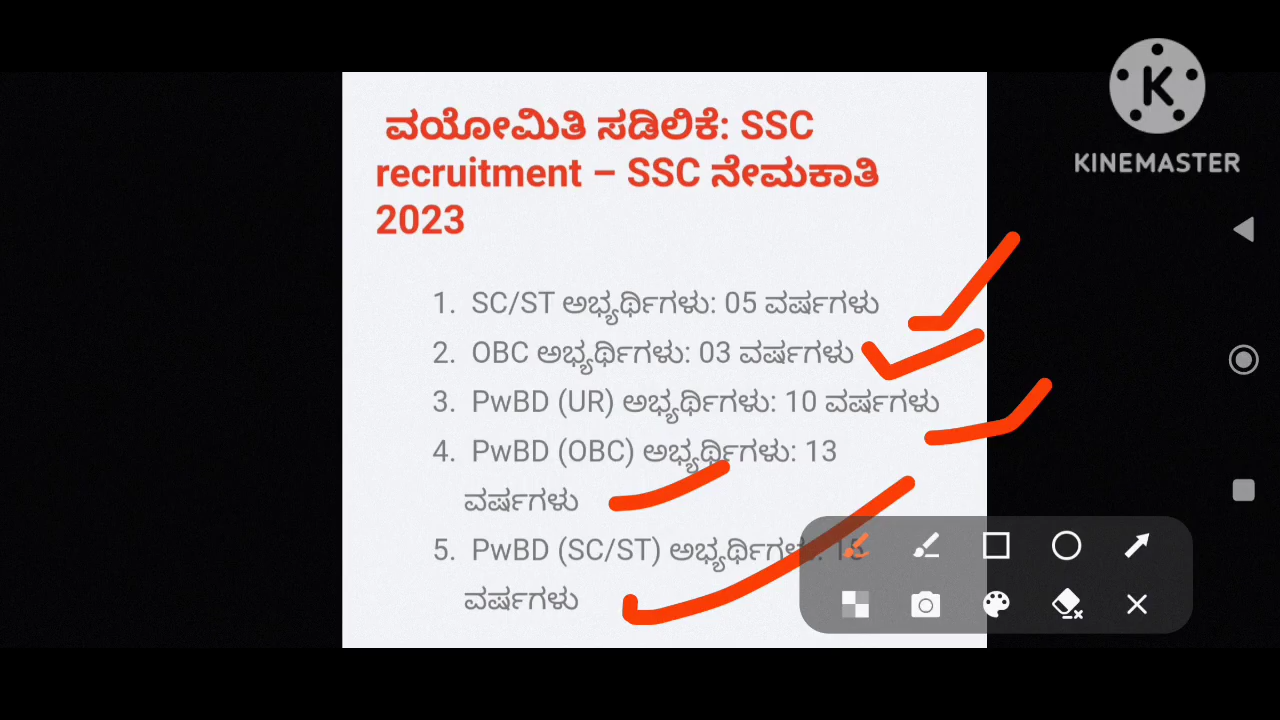 ವಯೋಮಿತಿ ಸಡಿಲಿಕೆ: SSC
recruitment – SSC ನೇಮಕಾತಿ
2023
KINEMASTER
1. SC/ST ಅಭ್ಯರ್ಥಿಗಳು: 05 ವರ್ಷಗಳು
2. OBC ಅಭ್ಯರ್ಥಿಗಳು: 03 ವರ್ಷಗಳು
3. PwBD (UR) ಅಭ್ಯರ್ಥಿಗಳು: 10 ವರ್ಷಗಳು
4. PwBD (OBC) ಅಭ್ಯರ್ಥಿಗಳು: 13
ವರ್ಷಗಳು
5. PwBD (SC/ST) ಅಭ್ಯರ್ಥಿಗಳು:
ವರ್ಷಗಳು